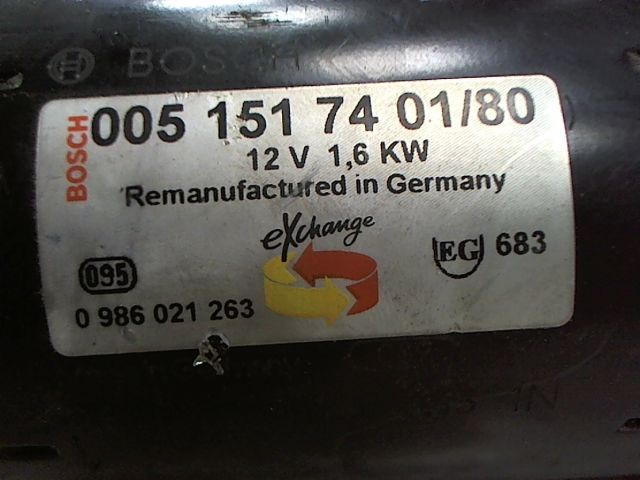 BOSCH
BOSCH
005 151 74 01/80
12 V 1,6 KW
Remanufactured in Germany
eXchange
095
EG 683
0 986 021 263